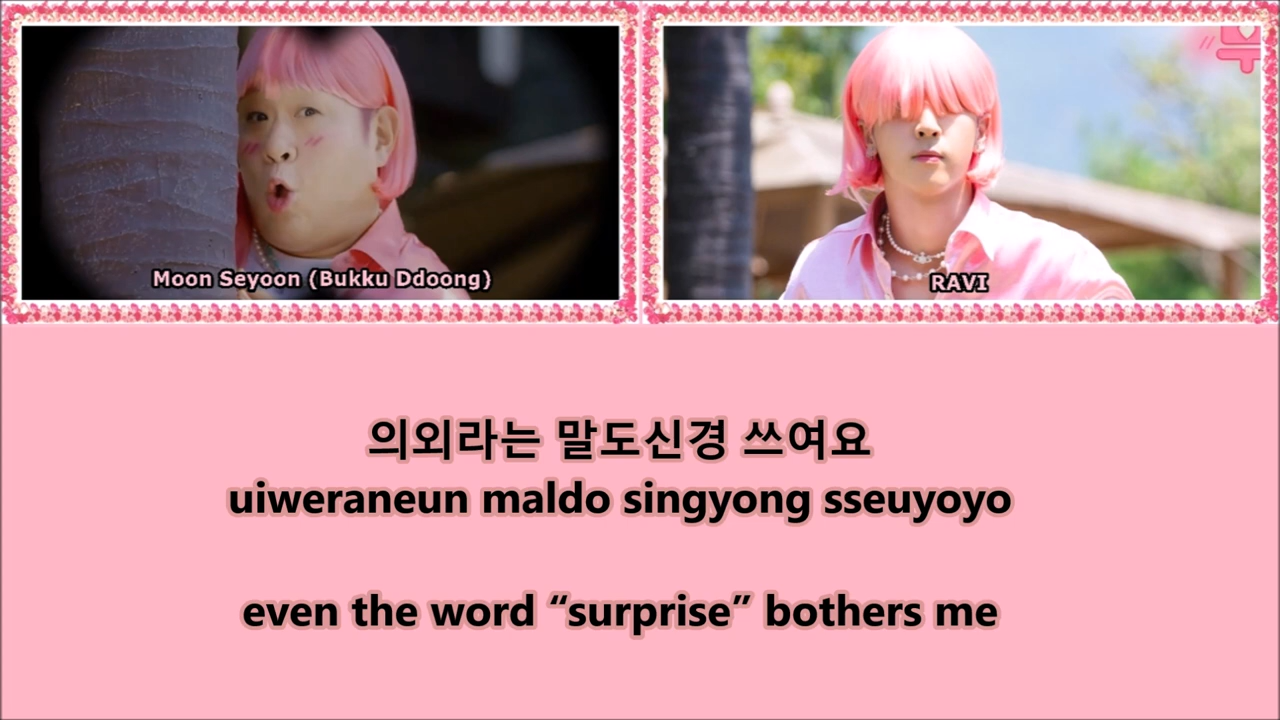 Moon Seyoon (Bukku Ddoong)
RAVI
의외라는 말도신경 쓰여요
uiweraneun maldo singyong sseuyoyo
even the word “surprise” bothers me